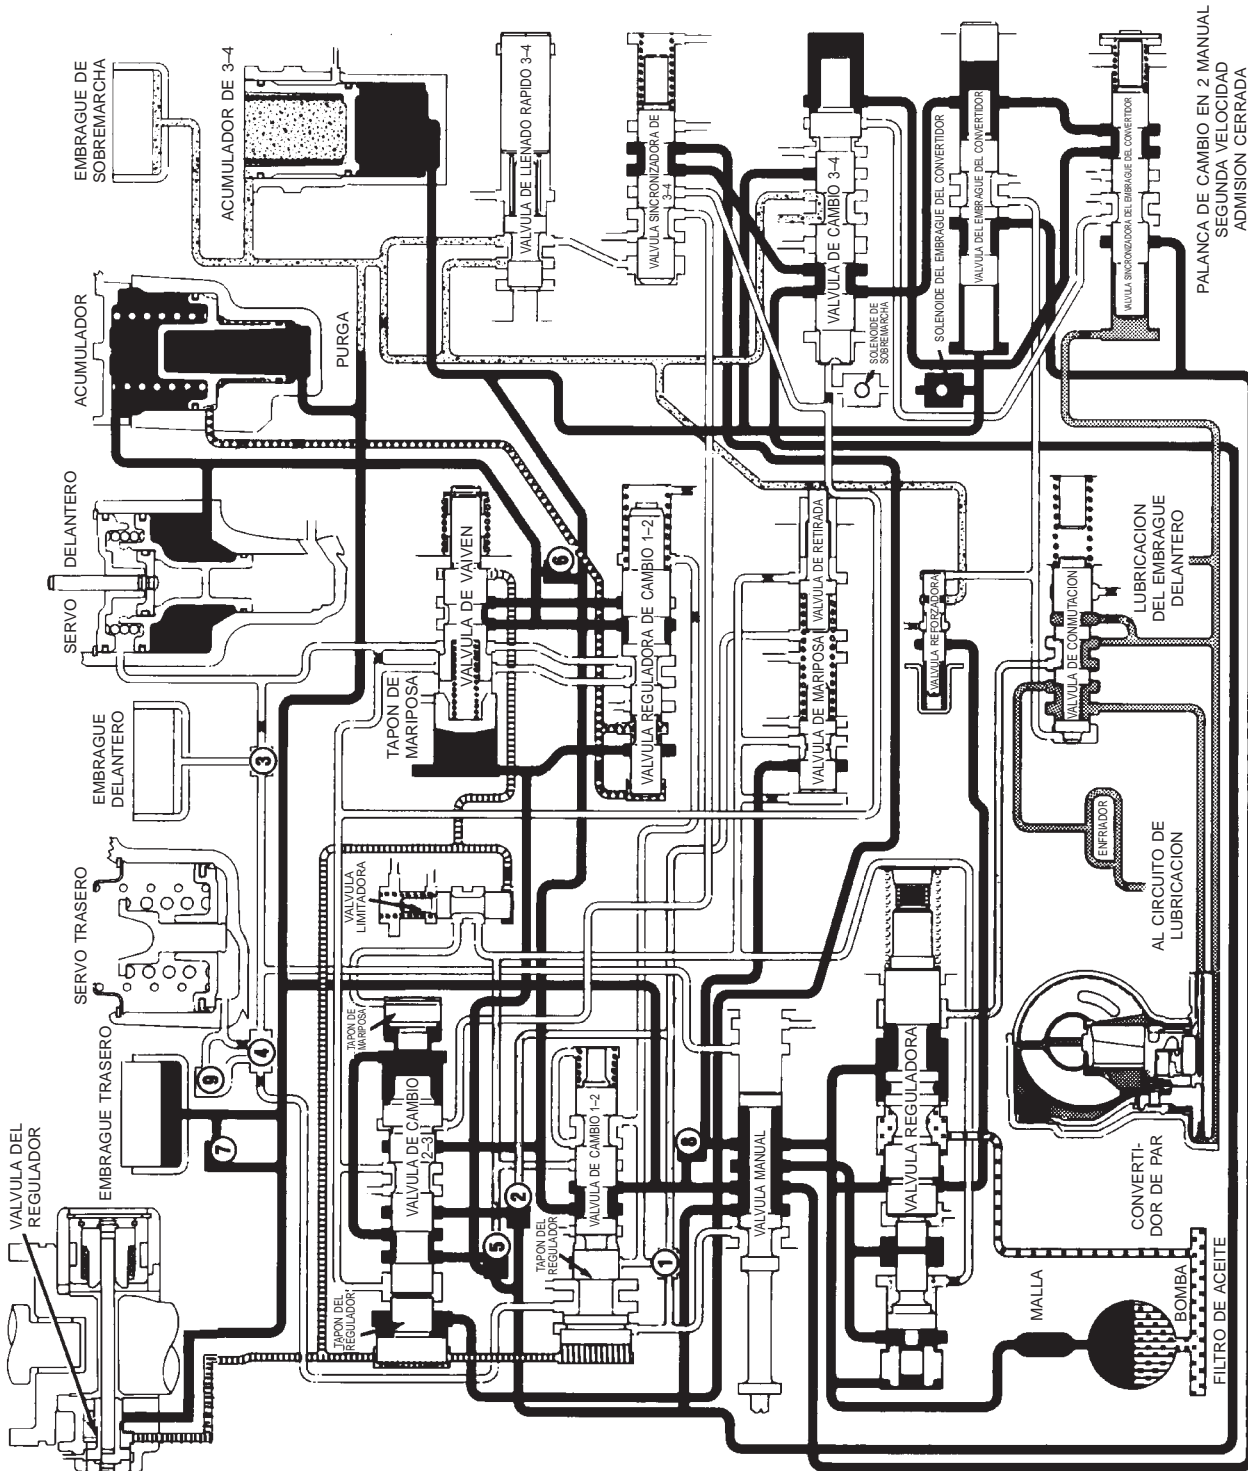 EMBRAGUE DE
SOBREMARCHA
ACUMULADOR DE 3–4
VALVULA DE LLENADO RAPIDO 3–4
VALVULA SINCRONIZADORA DE
3–4
VALVULA DE CAMBIO 3–4
SOLENOIDE DE
SOBREMARCHA
SOLENOIDE DEL EMBRAGUE DEL CONVERTIDOR
VALVULA DEL EMBRAGUE DEL CONVERTIDOR
VALVULA SINCRONIZADORA DEL EMBRAGUE DEL CONVERTIDOR
PALANCA DE CAMBIO EN 2 MANUAL
SEGUNDA VELOCIDAD
ADMISION CERRADA
ACUMULADOR
PURGA
SERVO DELANTERO
TAPON DE
MARIPOSA
VALVULA DE VAIVEN
6
VALVULA REGULADORA DE CAMBIO 1–2
VALVULA DE MARIPOSA
VALVULA DE RETIRADA
VALVULA REFORZADORA
VALVULA DE CONMUTACION
LUBRICACION
DEL EMBRAGUE
DELANTERO
EMBRAGUE
DELANTERO
3
ENFRIADOR
AL CIRCUITO DE
LUBRICACION
SERVO TRASERO
VALVULA
LIMITADORA
EMBRAGUE TRASERO
7
9
4
TAPON DE
MARIPOSA
VALVULA DE CAMBIO
2–3
TAPON DEL
REGULADOR
5
2
TAPON DEL
REGULADOR
VALVULA DE CAMBIO 1–2
1
8
VALVULA MANUAL
VALVULA REGULADORA
CONVERTI-
DOR DE PAR
VALVULA DEL
REGULADOR
MALLA
BOMBA
FILTRO DE ACEITE